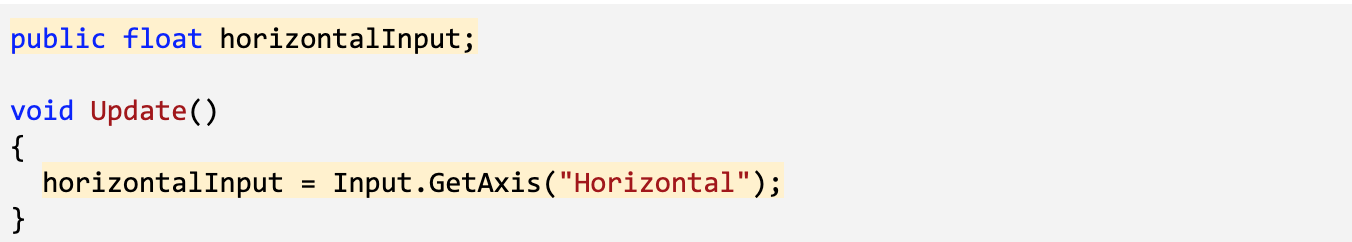 public float horizontalInput;
void Update()
{
horizontalInput = Input.GetAxis("Horizontal");
}